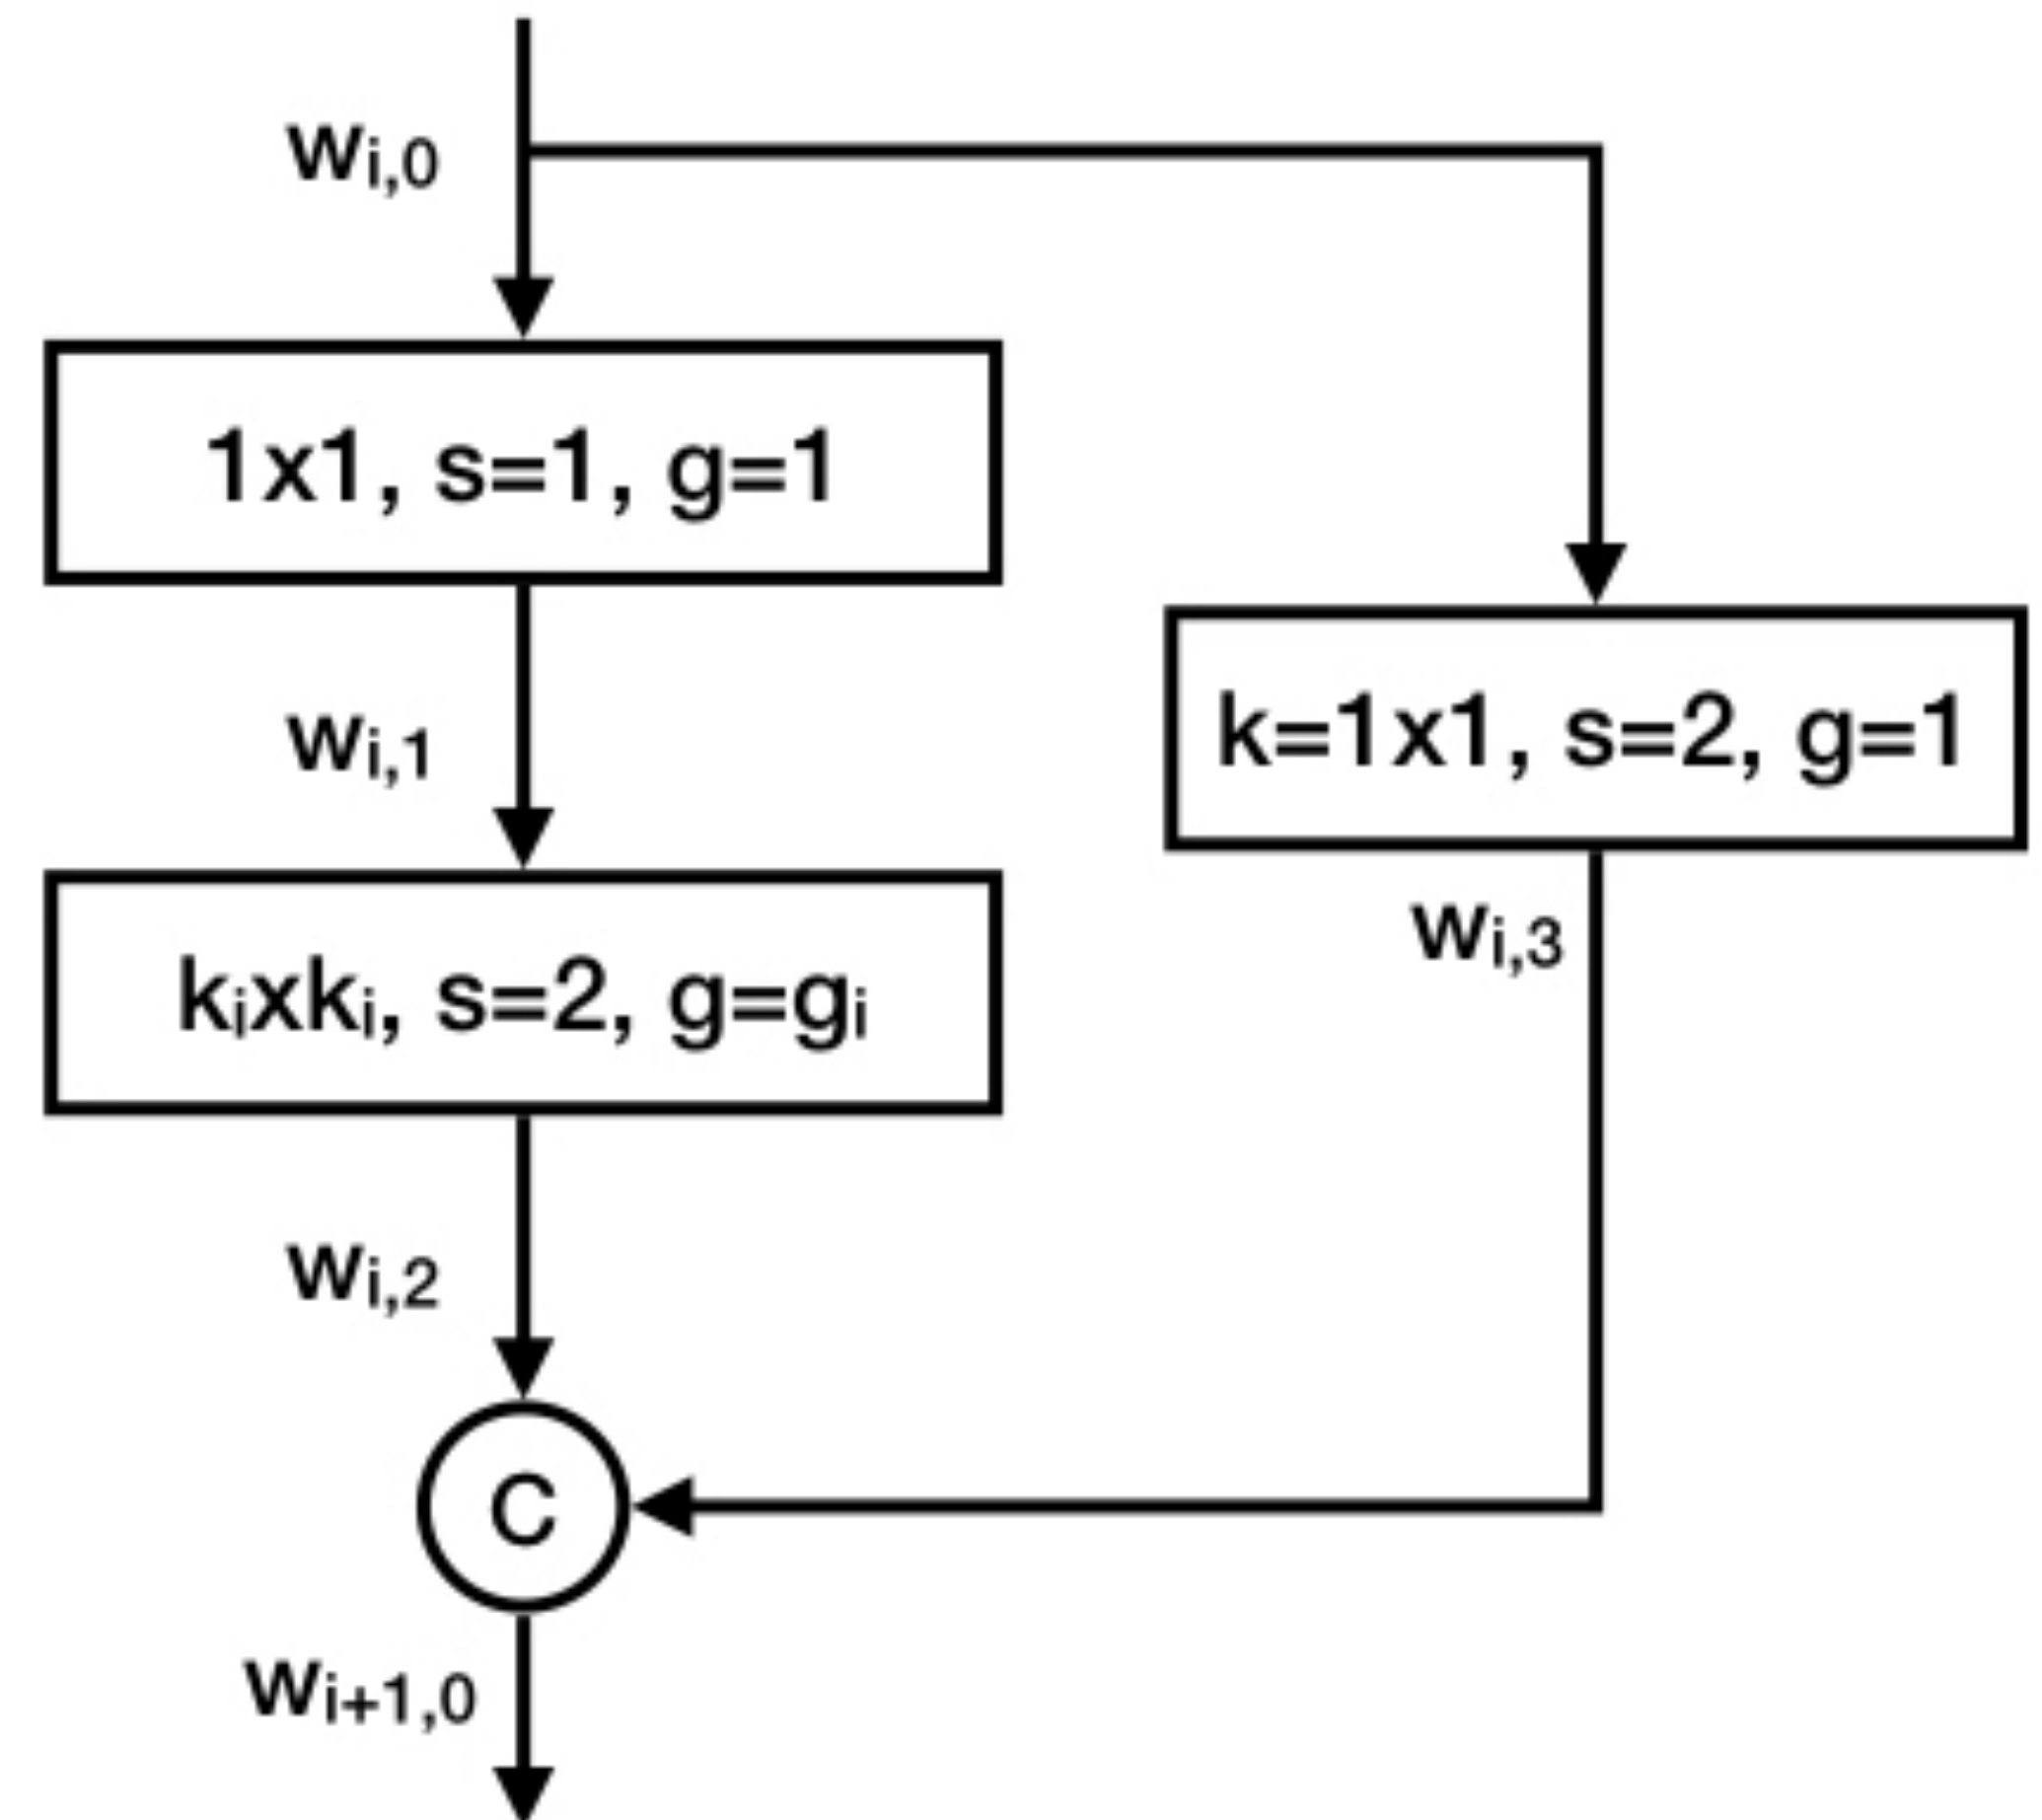 wi,0
1x1, s=1, g=1
k=1x1, s=2, g=1
wi,1
wi,3
kixki, s=2, g=gi
wi,2
C
wi+1,0